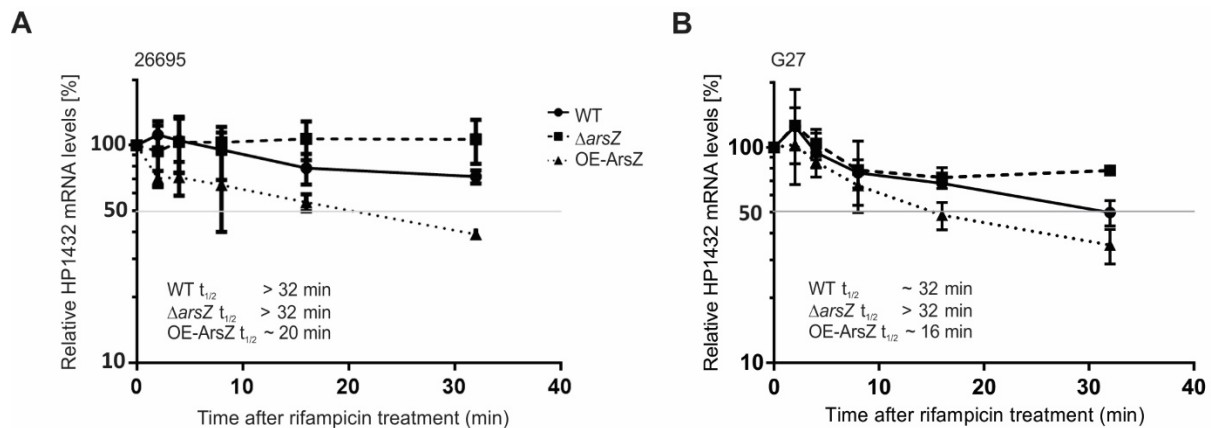 A
26695
Relative HP1432 mRNA levels [%]
100
50
10
WT
ΔarsZ
OE-ArsZ
WT t1/2 > 32 min
ΔarsZ t1/2 > 32 min
OE-ArsZ t1/2 ~ 20 min
0 10 20 30 40
Time after rifampicin treatment (min)
B
G27
Relative HP1432 mRNA levels [%]
100
50
10
WT t1/2 ~ 32 min
ΔarsZ t1/2 > 32 min
OE-ArsZ t1/2 ~ 16 min
0 10 20 30 40
Time after rifampicin treatment (min)